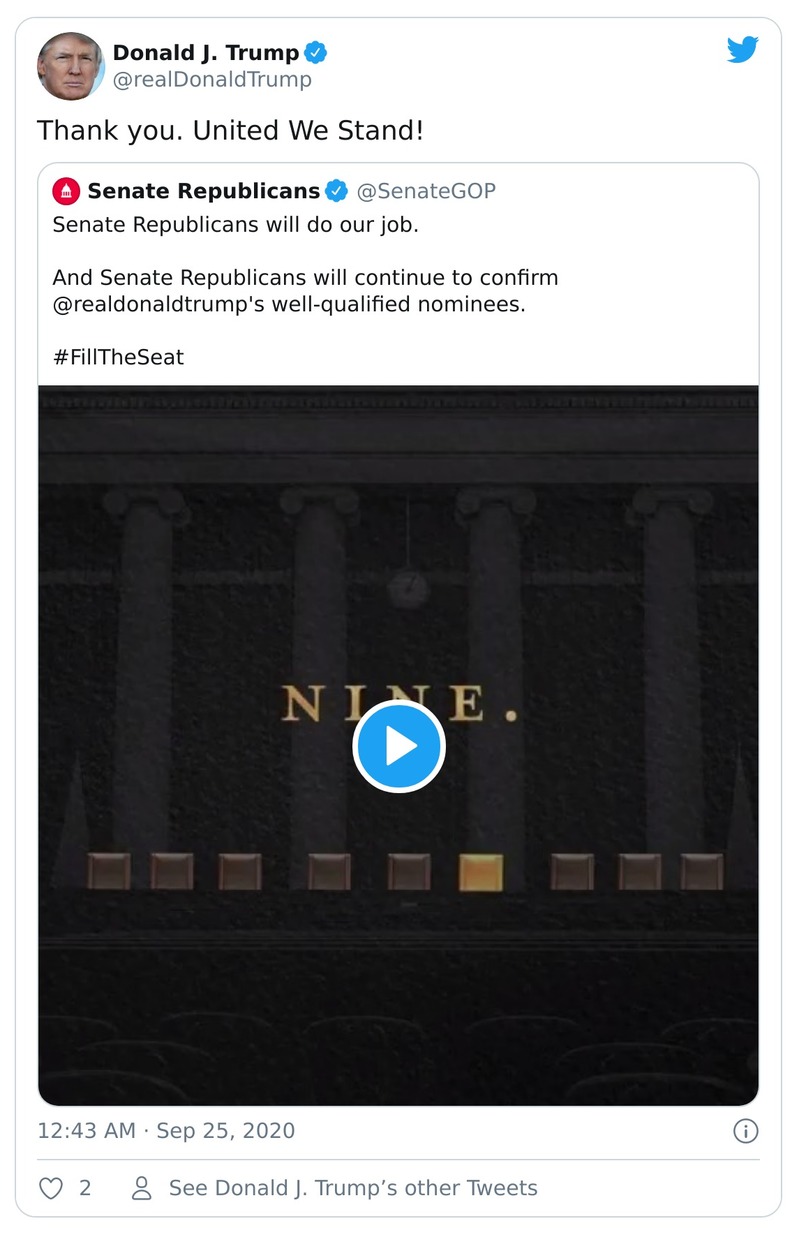 Donald J. Trump
@realDonaldTrump
Thank you. United We Stand!
Senate Republicans @SenateGOP
Senate Republicans will do our job.
And Senate Republicans will continue to confirm
@realdonaldtrump's well-qualified nominees.
#FillTheSeat
NINE.
12:43 AM · Sep 25, 2020
2 See Donald J. Trump’s other Tweets